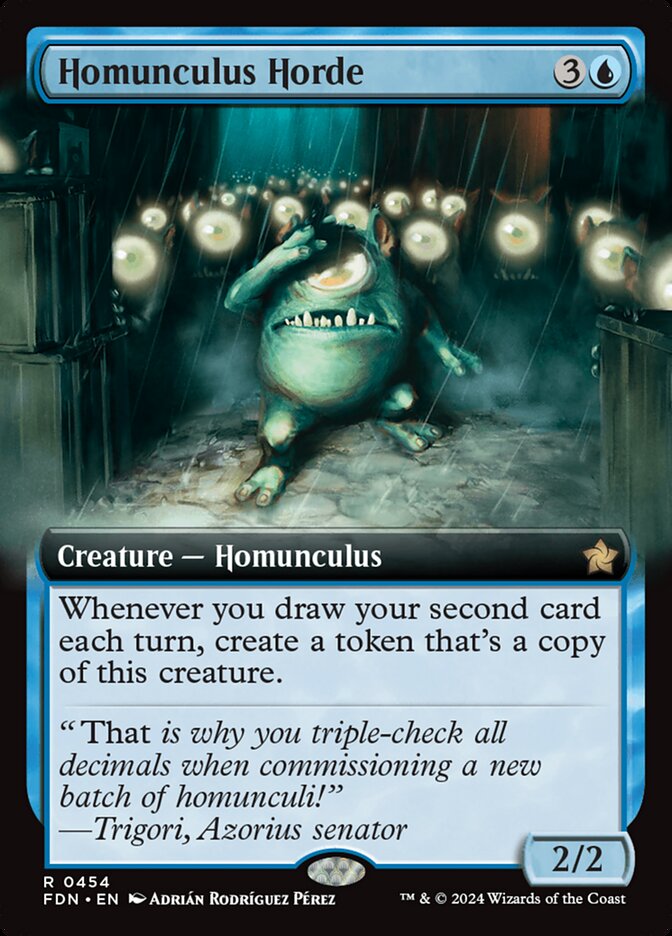 Homunculus Horde 3
Creature — Homunculus
Whenever you draw your second card
each turn, create a token that's a copy
of this creature.
“That is why you triple-check all
decimals when commissioning a new
batch of homunculi!”
—Trigori, Azorius senator
2/2
R 0454
FDN • EN Adrián Rodríguez Pérez
™ & © 2024 Wizards of the Coast